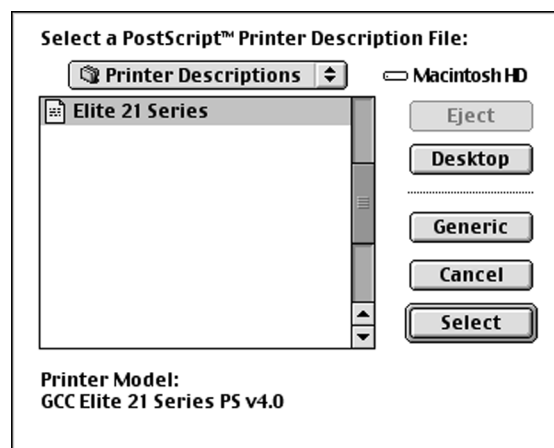 Select a PostScript™ Printer Description File:
Printer Descriptions
Macintosh HD
Elite 21 Series
Eject
Desktop
Generic
Cancel
Select
Printer Model:
GCC Elite 21 Series PS v4.0